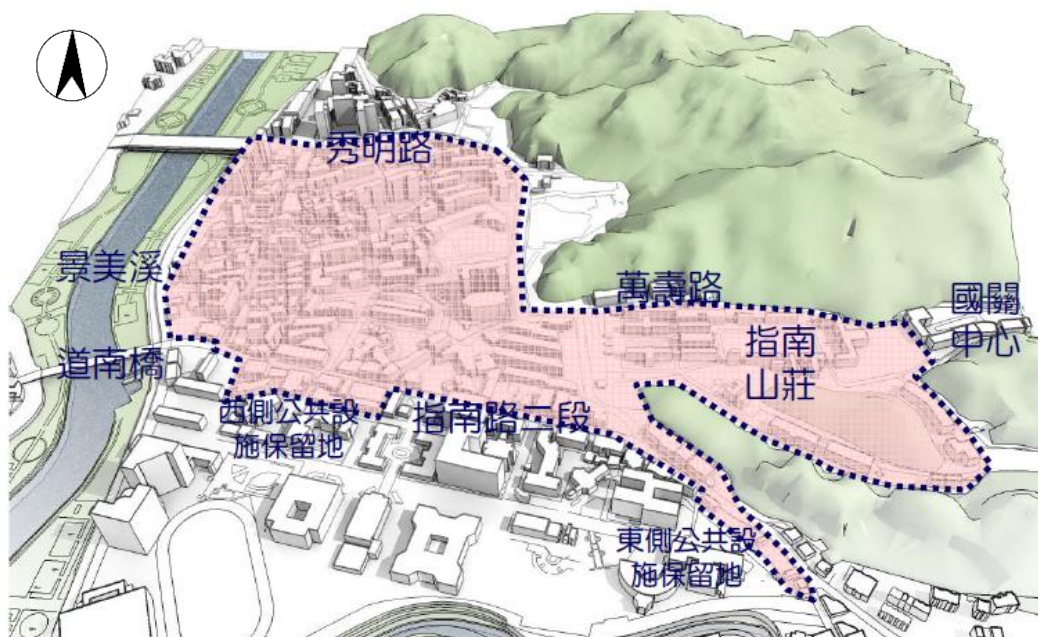 秀明路
景美溪
萬壽路
國關
中心
道南橋
指南
山莊
西側公共設
施保留地
指南路二段
東側公共設
施保留地